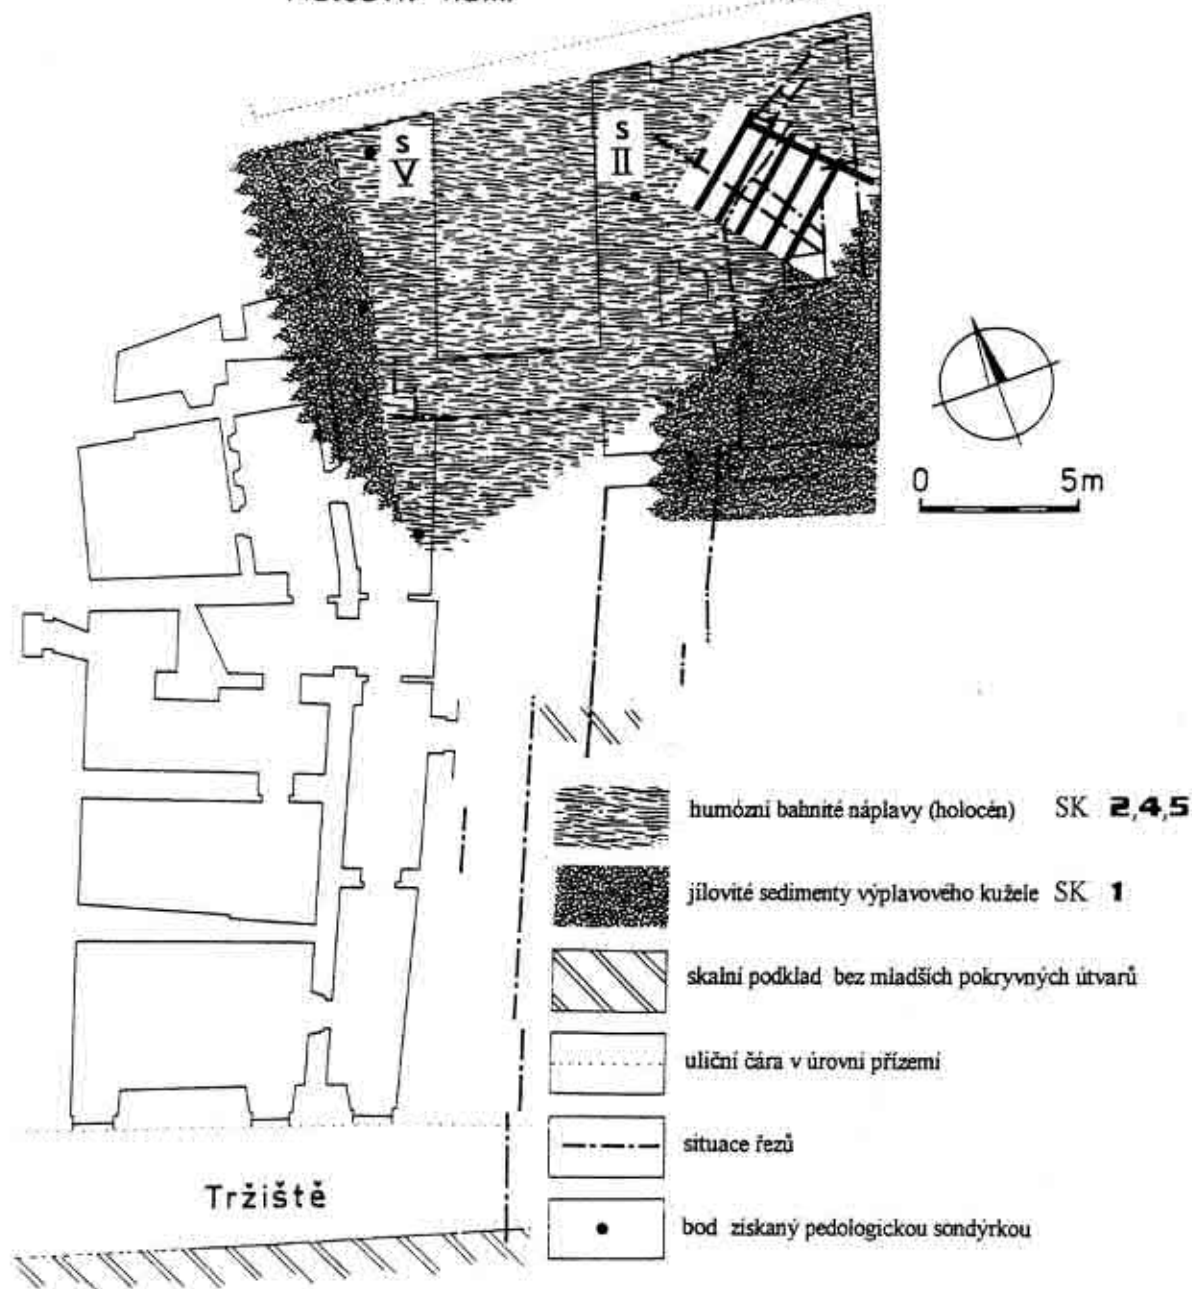 S
V
S
II
0 5m
humózní bahnité náplavy (holocén) SK 2,4,5
jílovité sedimenty výplavového kužele SK 1
skalní podklad bez mladších pokryvných útvarů
uliční čára v úrovni přízemí
situace řezů
bod získaný pedologickou sondýrkou
Tržiště